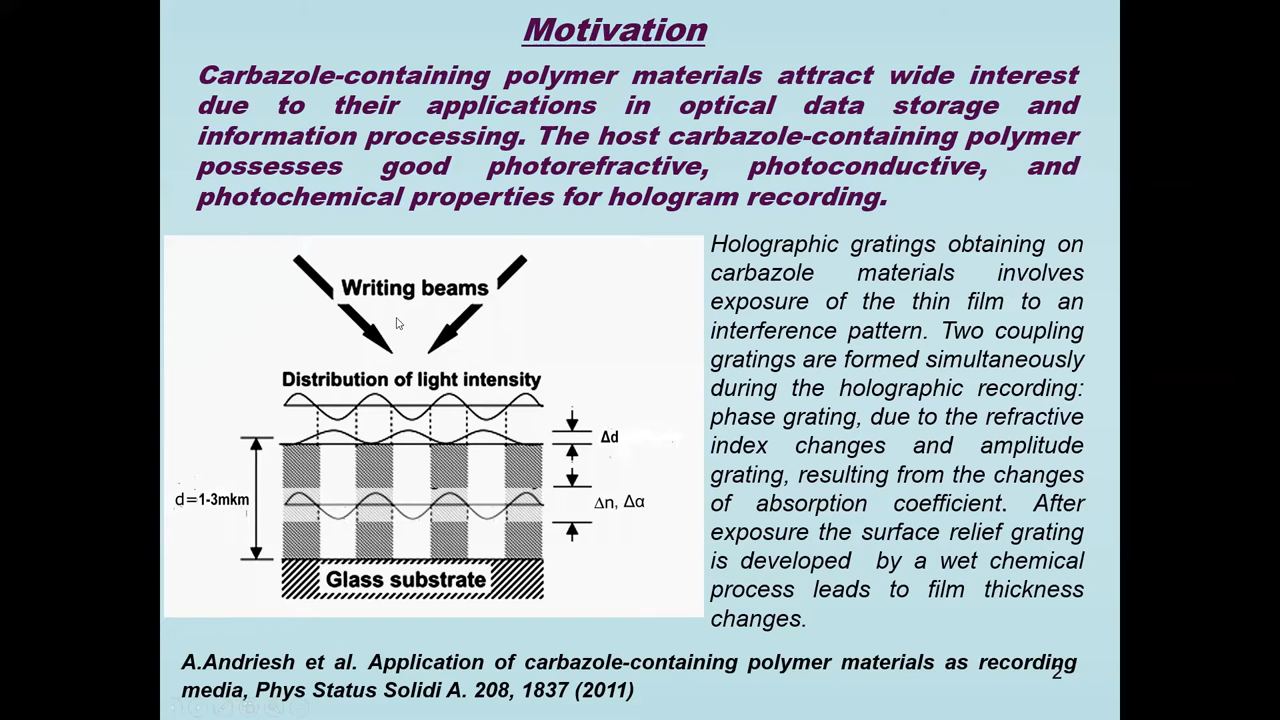 Motivation
Carbazole-containing polymer materials attract wide interest
due to their applications in optical data storage and
information processing. The host carbazole-containing polymer
possesses good photorefractive, photoconductive, and
photochemical properties for hologram recording.
Writing beams
Distribution of light intensity
Δd
d=1-3mkm
Δn, Δα
Glass substrate
Holographic gratings obtaining on
carbazole materials involves
exposure of the thin film to an
interference pattern. Two coupling
gratings are formed simultaneously
during the holographic recording:
phase grating, due to the refractive
index changes and amplitude
grating, resulting from the changes
of absorption coefficient. After
exposure the surface relief grating
is developed by a wet chemical
process leads to film thickness
changes.
A.Andriesh et al. Application of carbazole-containing polymer materials as recording
media, Phys Status Solidi A. 208, 1837 (2011)
2